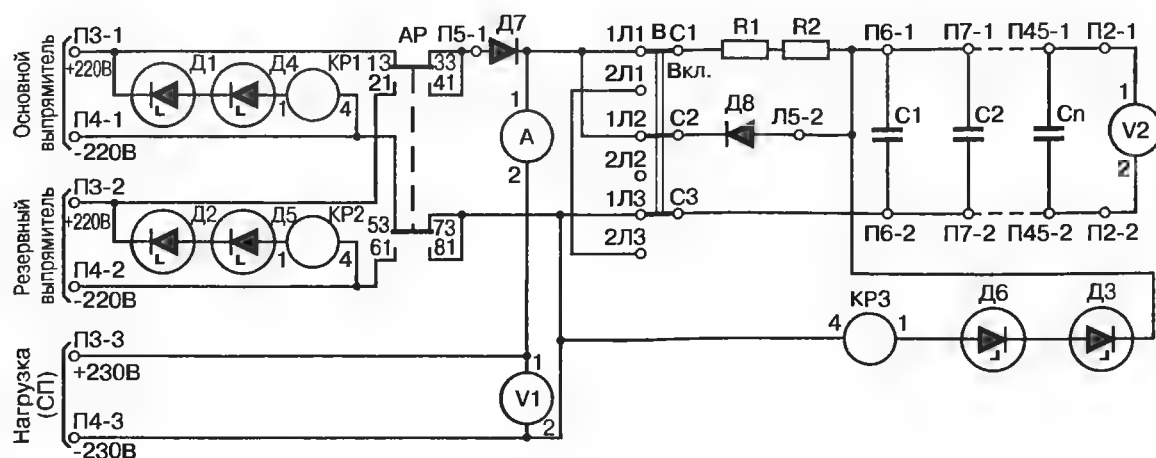 Основной выпрямитель
П3-1
+220В
Д1
Д4
КР1
1
4
П4-1
-220В
АР
13
21
33
41
П5-1
Д7
1
А
2
1Л1
В
С1
R1
R2
Вкл.
2Л1
1Л2
С2
Д8
Л5-2
2Л2
1Л3
С3
2Л3
П6-1
П7-1
П45-1
П2-1
С1
С2
Сn
1
V2
2
П6-2
П7-2
П45-2
П2-2
Резервный выпрямитель
П3-2
+220В
Д2
Д5
КР2
1
4
П4-2
-220В
53
61
73
81
КР3
4
1
Д6
Д3
Нагрузка (СП)
П3-3
+230В
1
V1
2
П4-3
-230В